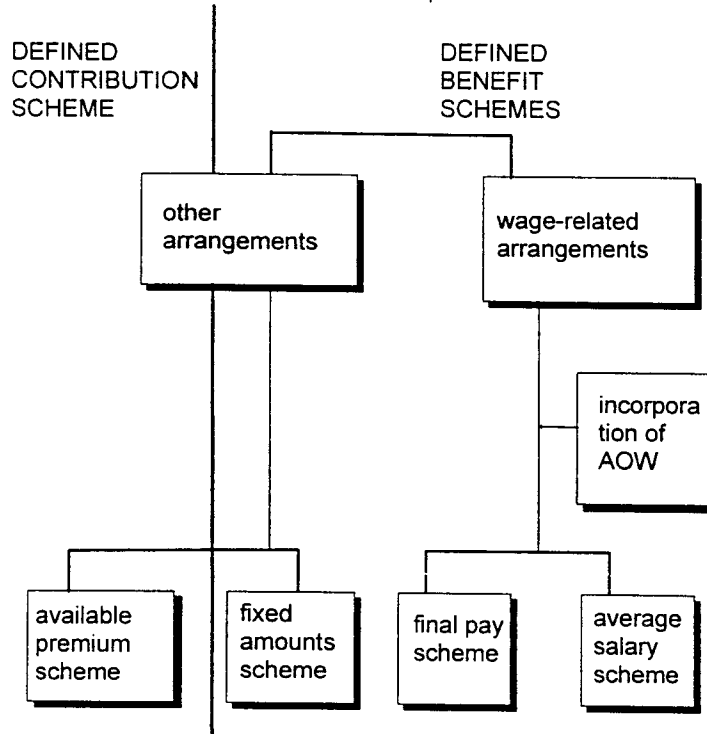 DEFINED
CONTRIBUTION
SCHEME
DEFINED
BENEFIT
SCHEMES
other
arrangements
wage-related
arrangements
incorpora
tion of
AOW
available
premium
scheme
fixed
amounts
scheme
final pay
scheme
average
salary
scheme